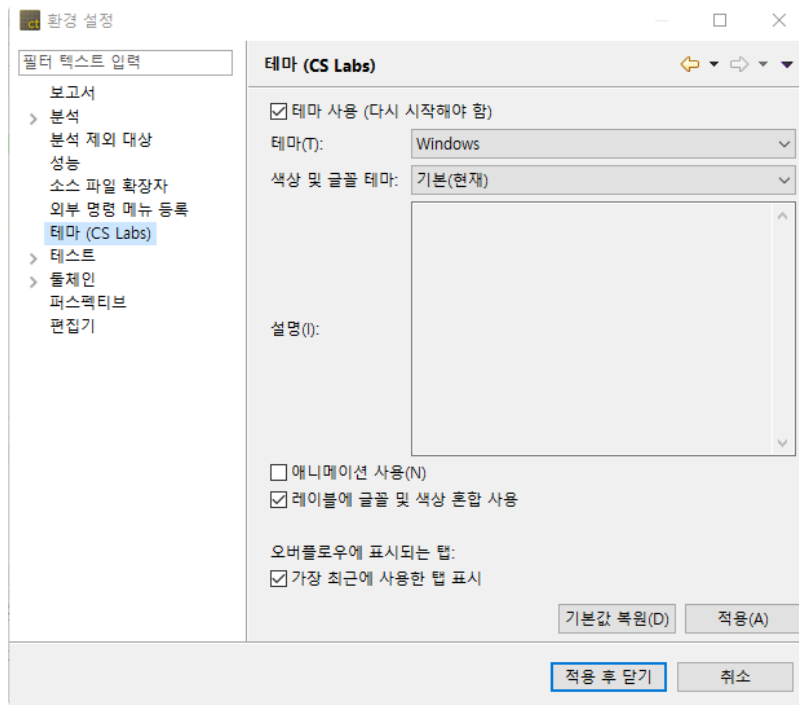 ct 환경 설정
필터 텍스트 입력
보고서
분석
분석 제외 대상
성능
소스 파일 확장자
외부 명령 메뉴 등록
테마 (CS Labs)
테스트
툴체인
퍼스펙티브
편집기
테마 (CS Labs)
테마 사용 (다시 시작해야 함)
테마(T): Windows
색상 및 글꼴 테마: 기본(현재)
설명(I):
애니메이션 사용(N)
레이블에 글꼴 및 색상 혼합 사용
오버플로우에 표시되는 탭:
가장 최근에 사용한 탭 표시
기본값 복원(D) 적용(A)
적용 후 닫기 취소